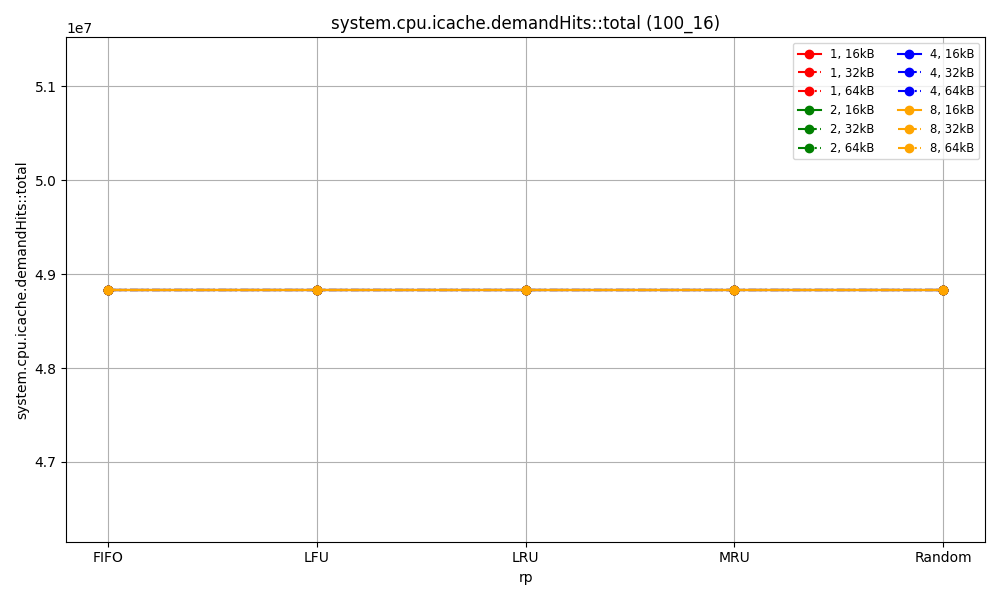 system.cpu.icache.demandHits::total (100_16)
1e7
5.1
5.0
4.9
4.8
4.7
system.cpu.icache.demandHits::total
1, 16kB
1, 32kB
1, 64kB
2, 16kB
2, 32kB
2, 64kB
4, 16kB
4, 32kB
4, 64kB
8, 16kB
8, 32kB
8, 64kB
FIFO
LFU
LRU
MRU
Random
rp